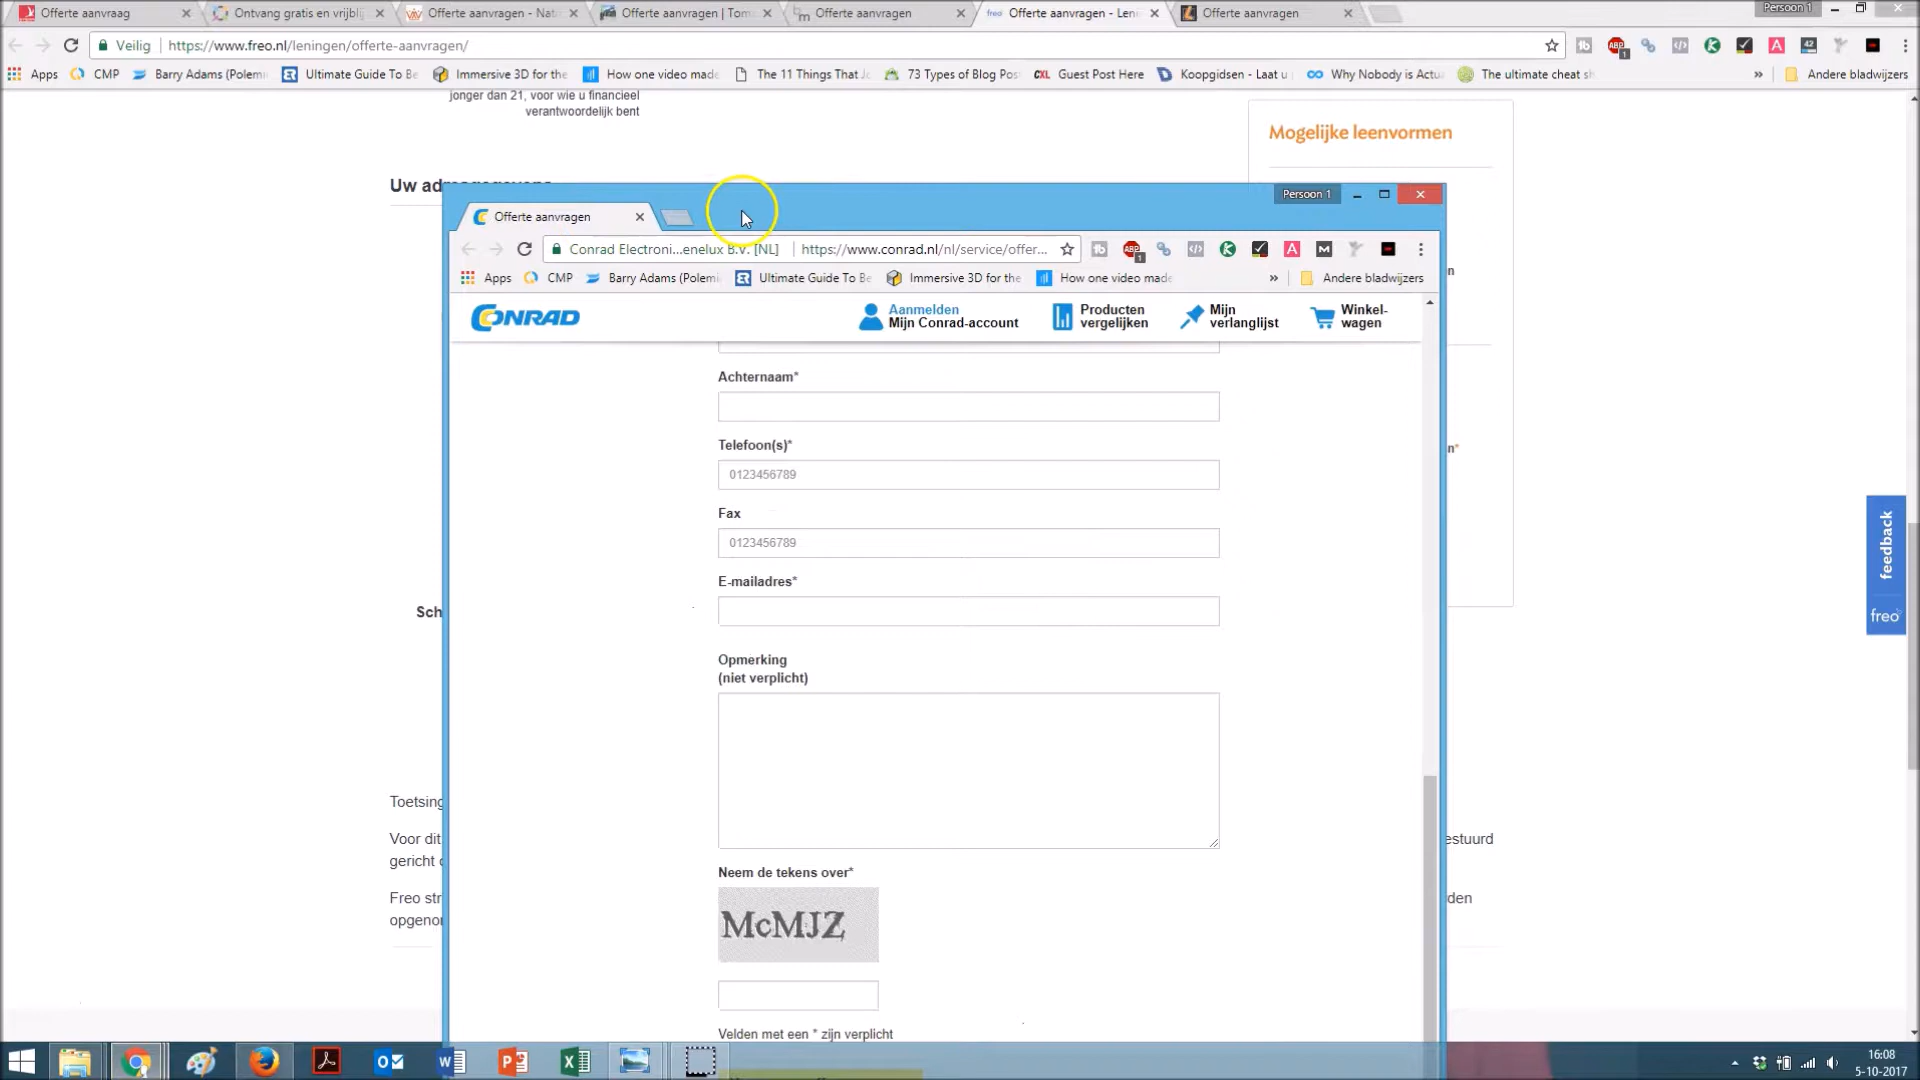 Offerte aanvraag
Ontvang gratis en vrijbli
Offerte aanvragen - Nat
Offerte aanvragen | Tom
Offerte aanvragen
freo Offerte aanvragen - Len
Offerte aanvragen
Persoon 1
Veilig
https://www.freo.nl/leningen/offerte-aanvragen/
Apps
CMP
Barry Adams (Polem
Ultimate Guide To Be
Immersive 3D for the
How one video made
The 11 Things That
73 Types of Blog Pos
CXL Guest Post Here
Koopgidsen - Laat u
Why Nobody is Actu
The ultimate cheat sh
»
Andere bladwijzers
jonger dan 21, voor wie u financieel
verantwoordelijk bent
Mogelijke leenvormen
Persoon 1
Offerte aanvragen
Conrad Electroni...enelux B.V. [NL]
https://www.conrad.nl/nl/service/offer...
Apps
CMP
Barry Adams (Polemi
Ultimate Guide To Be
Immersive 3D for the
How one video made
»
Andere bladwijzers
CONRAD
Aanmelden
Mijn Conrad-account
Producten
vergelijken
Mijn
verlanglijst
Winkel-
wagen
Achternaam*
Telefoon(s)*
0123456789
Fax
0123456789
E-mailadres*
Opmerking
(niet verplicht)
Neem de tekens over*
McMJZ
Velden met een * zijn verplicht
Sch
Toetsing
Voor dit
estuurd
gericht
Freo str
den
opgenor
feedback
freo
16:08
5-10-2017